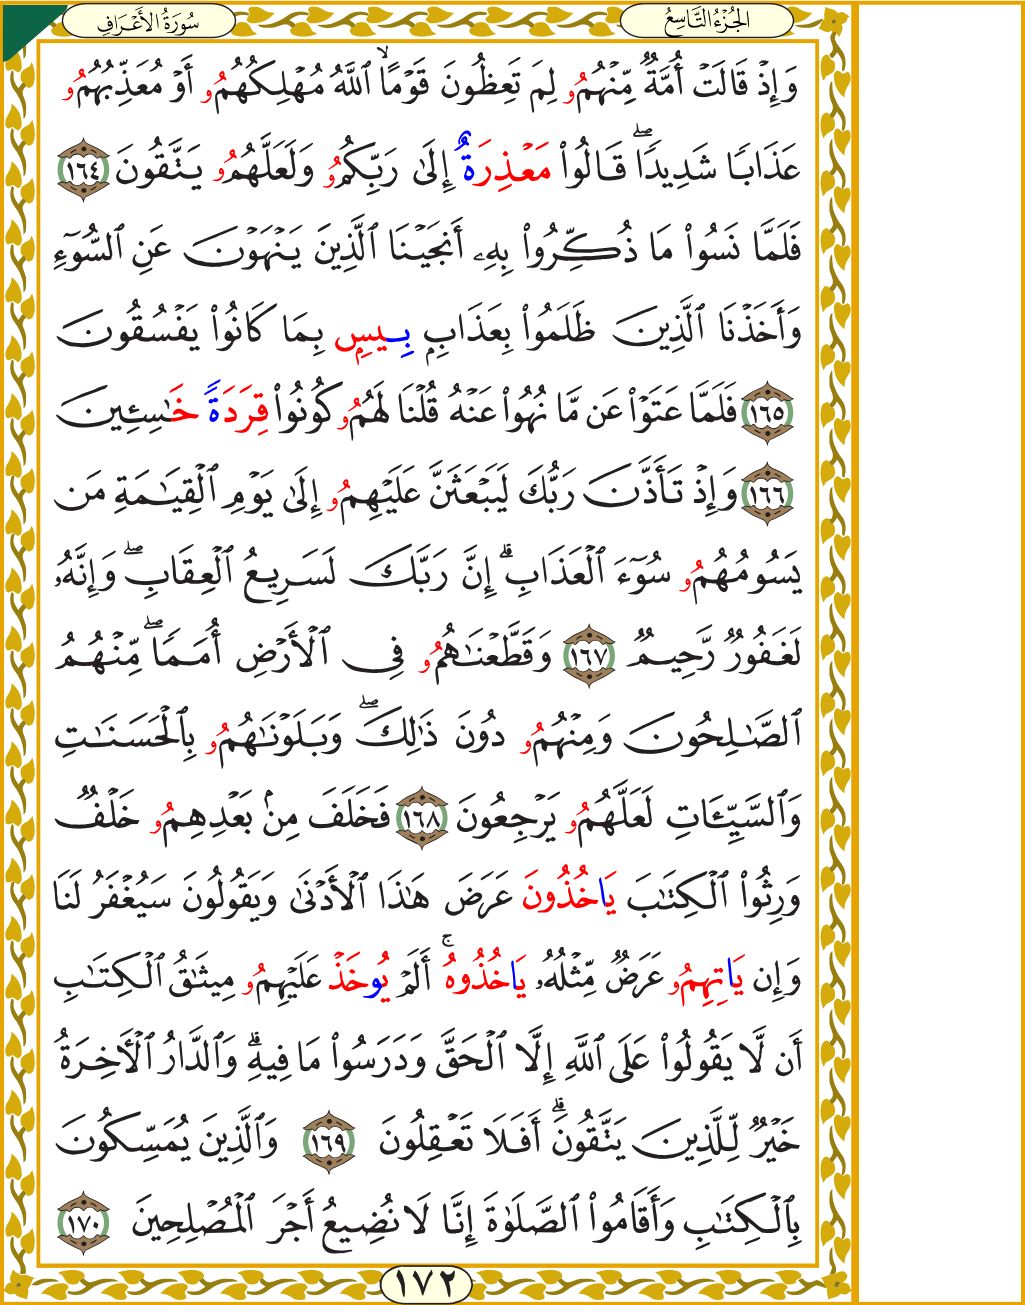 الجُزْءُ التَّاسِعُ
سُورَةُ الأَعْرَافِ
وَإِذْ قَالَتْ أُمَّةٌ مِّنْهُمُۥ لِمَ تَعِظُونَ قَوْمًا ۙ ٱللَّهُ مُهْلِكُهُمُۥ أَوْ مُعَذِّبُهُمُۥ
عَذَابًا شَدِيدًا ۖ قَالُوا۟ مَعْذِرَةٌ إِلَىٰ رَبِّكُمُۥ وَلَعَلَّهُمُۥ يَتَّقُونَ ١٦٤
فَلَمَّا نَسُوا۟ مَا ذُكِّرُوا۟ بِهِۦ أَنجَيْنَا ٱلَّذِينَ يَنْهَوْنَ عَنِ ٱلسُّوٓءِ
وَأَخَذْنَا ٱلَّذِينَ ظَلَمُوا۟ بِعَذَابٍۭ بِيسٍۭ بِمَا كَانُوا۟ يَفْسُقُونَ
١٦٥ فَلَمَّا عَتَوْا۟ عَن مَّا نُهُوا۟ عَنْهُ قُلْنَا لَهُمُۥ كُونُوا۟ قِرَدَةً خَـٰسِـِٔينَ
١٦٦ وَإِذْ تَأَذَّنَ رَبُّكَ لَيَبْعَثَنَّ عَلَيْهِمُۥ إِلَىٰ يَوْمِ ٱلْقِيَـٰمَةِ مَن
يَسُومُهُمُۥ سُوٓءَ ٱلْعَذَابِ ۗ إِنَّ رَبَّكَ لَسَرِيعُ ٱلْعِقَابِ ۖ وَإِنَّهُۥ
لَغَفُورٌ رَّحِيمٌ ١٦٧ وَقَطَّعْنَـٰهُمُۥ فِى ٱلْأَرْضِ أُمَمًا ۖ مِّنْهُمُ
ٱلصَّـٰلِحُونَ وَمِنْهُمُۥ دُونَ ذَٰلِكَ ۖ وَبَلَوْنَـٰهُمُۥ بِٱلْحَسَنَـٰتِ
وَٱلسَّيِّـَٔاتِ لَعَلَّهُمُۥ يَرْجِعُونَ ١٦٨ فَخَلَفَ مِنۢ بَعْدِهِمُۥ خَلْفٌ
وَرِثُوا۟ ٱلْكِتَـٰبَ يَاخُذُونَ عَرَضَ هَـٰذَا ٱلْأَدْنَىٰ وَيَقُولُونَ سَيُغْفَرُ لَنَا
وَإِن يَاتِهِمُۥ عَرَضٌ مِّثْلُهُۥ يَاخُذُوهُ ۚ أَلَمْ يُوخَذْ عَلَيْهِمُۥ مِيثَـٰقُ ٱلْكِتَـٰبِ
أَن لَّا يَقُولُوا۟ عَلَى ٱللَّهِ إِلَّا ٱلْحَقَّ وَدَرَسُوا۟ مَا فِيهِ ۗ وَٱلدَّارُ ٱلْـَٔاخِرَةُ
خَيْرٌ لِّلَّذِينَ يَتَّقُونَ ۗ أَفَلَا تَعْقِلُونَ ١٦٩ وَٱلَّذِينَ يُمَسِّكُونَ
بِٱلْكِتَـٰبِ وَأَقَامُوا۟ ٱلصَّلَوٰةَ إِنَّا لَا نُضِيعُ أَجْرَ ٱلْمُصْلِحِينَ ١٧٠
١٧٢